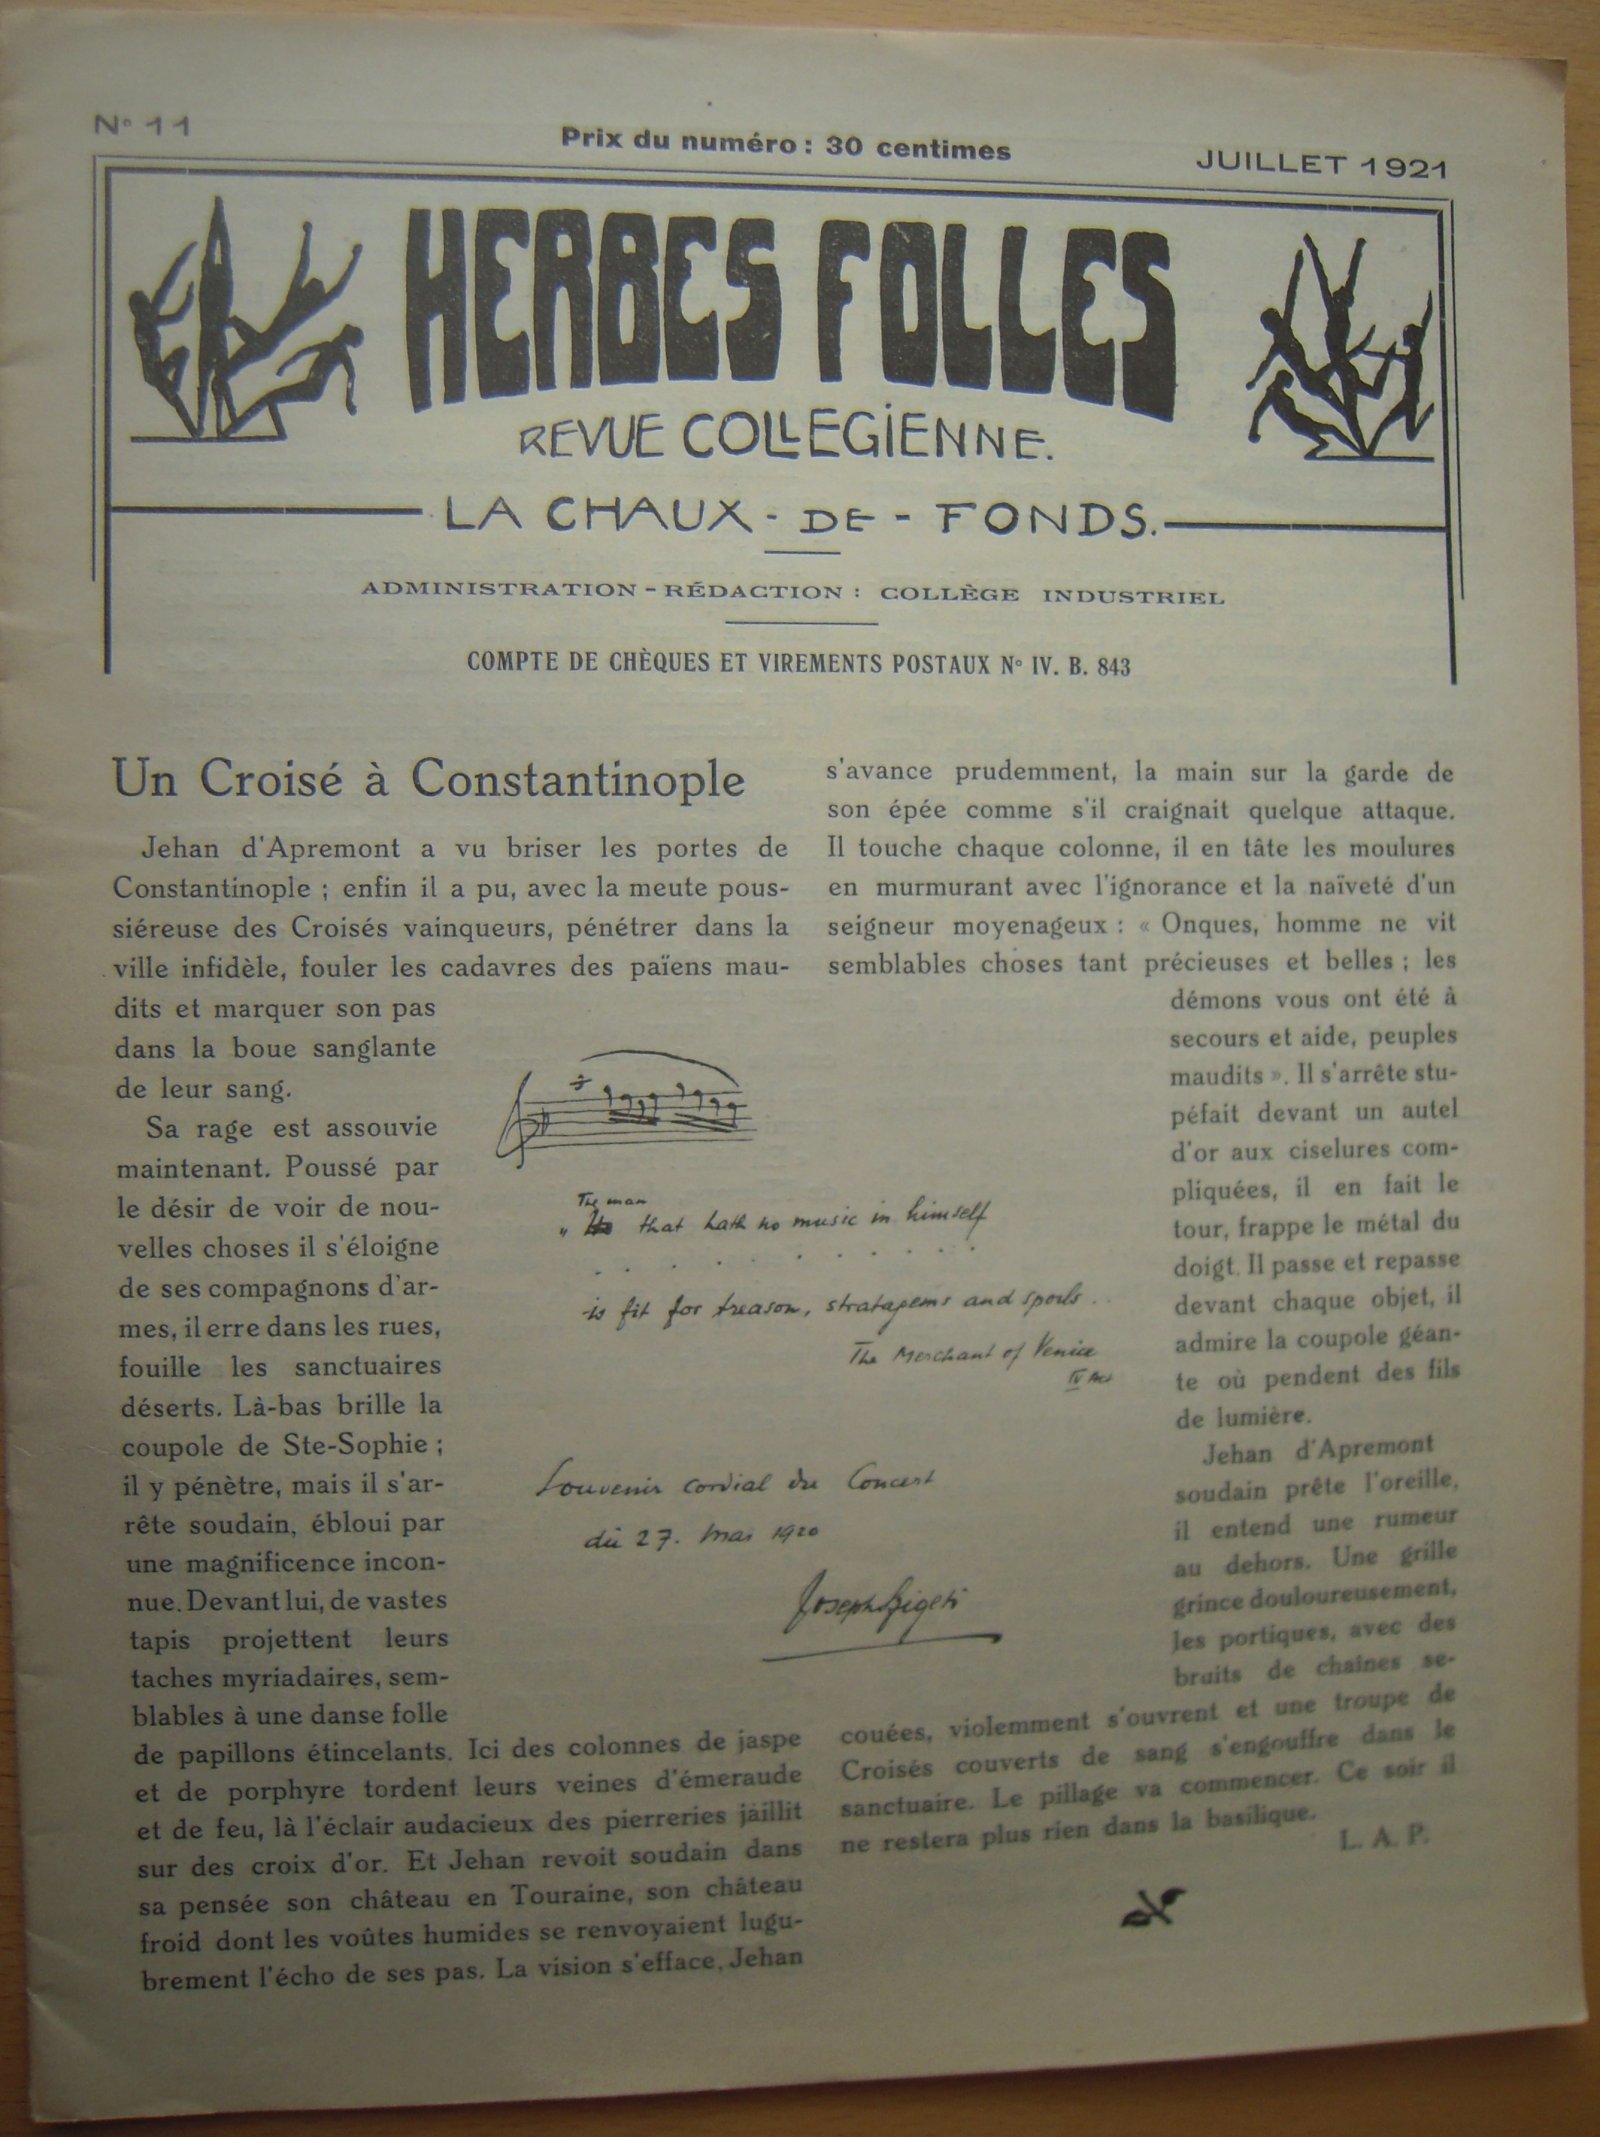 N° 11
Prix du numéro : 30 centimes
JUILLET 1921
HERBES FOLLES
REVUE COLLEGIENNE.
LA CHAUX-DE-FONDS.
ADMINISTRATION - RÉDACTION : COLLÈGE INDUSTRIEL
COMPTE DE CHÈQUES ET VIREMENTS POSTAUX N° IV. B. 843
Un Croisé à Constantinople
Jehan d'Apremont a vu briser les portes de
Constantinople ; enfin il a pu, avec la meute pous-
siéreuse des Croisés vainqueurs, pénétrer dans la
ville infidèle, fouler les cadavres des païens mau-
dits et marquer son pas
dans la boue sanglante
de leur sang.
Sa rage est assouvie
maintenant. Poussé par
le désir de voir de nou-
velles choses il s'éloigne
de ses compagnons d'ar-
mes, il erre dans les rues,
fouille les sanctuaires
déserts. Là-bas brille la
coupole de Ste-Sophie ;
il y pénètre, mais il s'ar-
rête soudain, ébloui par
une magnificence incon-
nue. Devant lui, de vastes
tapis projettent leurs
taches myriadaires, sem-
blables à une danse folle
de papillons étincelants. Ici des colonnes de jaspe
et de porphyre tordent leurs veines d'émeraude
et de feu, là l'éclair audacieux des pierreries jaillit
sur des croix d'or. Et Jehan revoit soudain dans
sa pensée son château en Touraine, son château
froid dont les voûtes humides se renvoyaient lugu-
brement l'écho de ses pas. La vision s'efface, Jehan
The man
„ He that hath no music in himself
. . . . . . . . . .
is fit for treason, stratagems and spoils . .
The Merchant of Venice
IV Act
Souvenir cordial du Concert
du 27. Mai 1920
Joseph Szigeti
s'avance prudemment, la main sur la garde de
son épée comme s'il craignait quelque attaque.
Il touche chaque colonne, il en tâte les moulures
en murmurant avec l'ignorance et la naïveté d'un
seigneur moyenageux : « Onques, homme ne vit
semblables choses tant précieuses et belles ; les
démons vous ont été à
secours et aide, peuples
maudits ». Il s'arrête stu-
péfait devant un autel
d'or aux ciselures com-
pliquées, il en fait le
tour, frappe le métal du
doigt. Il passe et repasse
devant chaque objet, il
admire la coupole géan-
te où pendent des fils
de lumière.
Jehan d'Apremont
soudain prête l'oreille,
il entend une rumeur
au dehors. Une grille
grince douloureusement,
les portiques, avec des
bruits de chaînes se-
couées, violemment s'ouvrent et une troupe de
Croisés couverts de sang s'engouffre dans le
sanctuaire. Le pillage va commencer. Ce soir il
ne restera plus rien dans la basilique.
L. A. P.